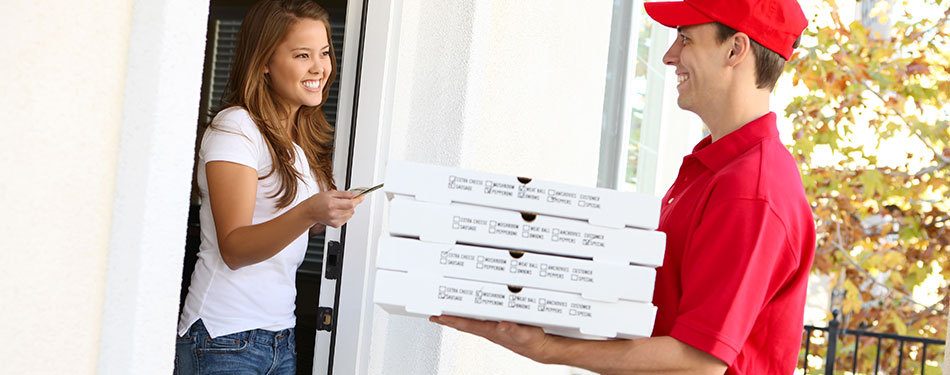 EXTRA CHEESE MUSHROOM MEAT BALL ANCHOVIES CUSTOMER
SAUSAGE PEPPERONI ONIONS PEPPERS SPECIAL
EXTRA CHEESE MUSHROOM MEAT BALL ANCHOVIES CUSTOMER
SAUSAGE PEPPERONI ONIONS PEPPERS SPECIAL
EXTRA CHEESE MUSHROOM MEAT BALL ANCHOVIES CUSTOMER
SAUSAGE PEPPERONI ONIONS PEPPERS SPECIAL
EXTRA CHEESE MUSHROOM MEAT BALL ANCHOVIES CUSTOMER
SAUSAGE PEPPERONI ONIONS PEPPERS SPECIAL